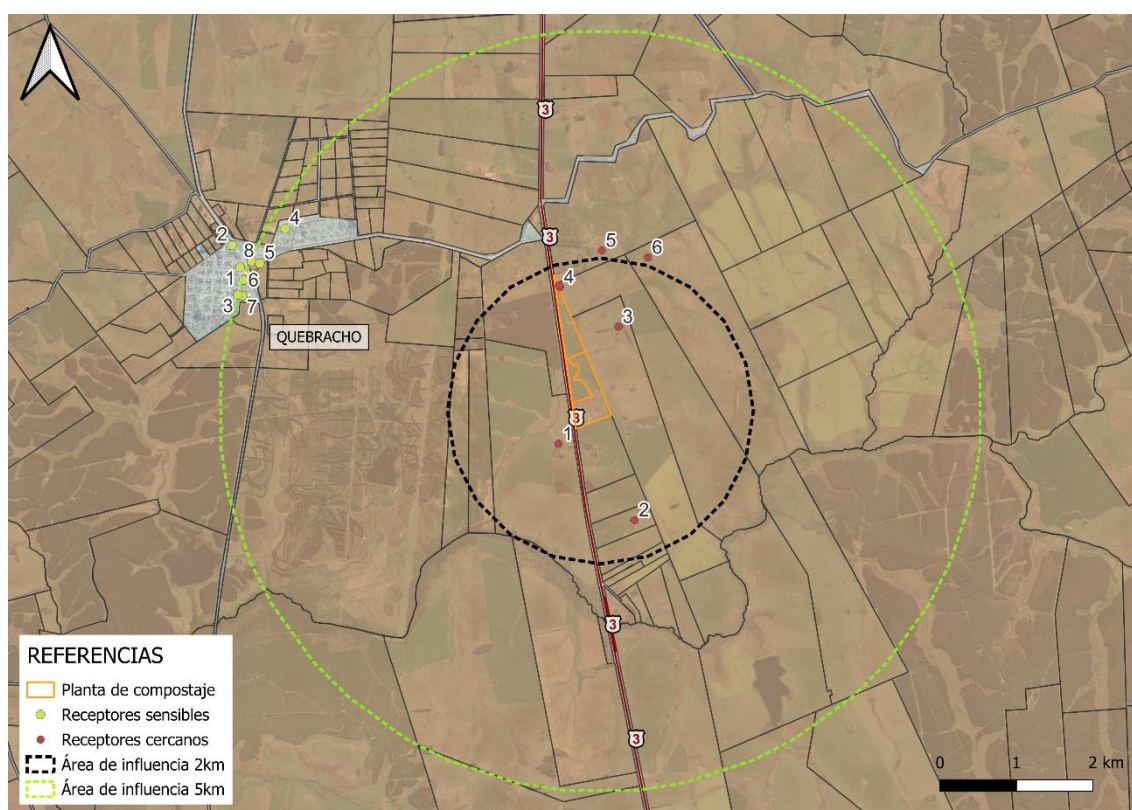 3
4
2
3
5
8
5
6
1
4
6
3
7
3
QUEBRACHO
3
1
2
3
REFERENCIAS
Planta de compostaje
Receptores sensibles
Receptores cercanos
Área de influencia 2km
Área de influencia 5km
3
0 1 2 km